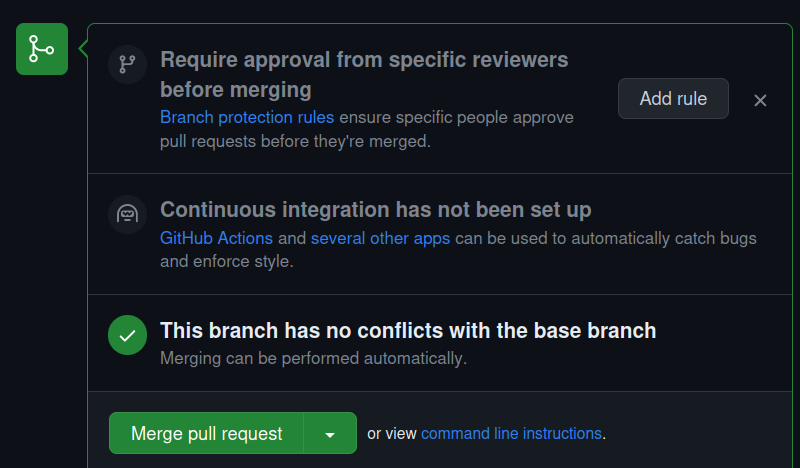 Require approval from specific reviewers
before merging
Branch protection rules ensure specific people approve
pull requests before they're merged.
Add rule
Continuous integration has not been set up
GitHub Actions and several other apps can be used to automatically catch bugs
and enforce style.
This branch has no conflicts with the base branch
Merging can be performed automatically.
Merge pull request
or view command line instructions.